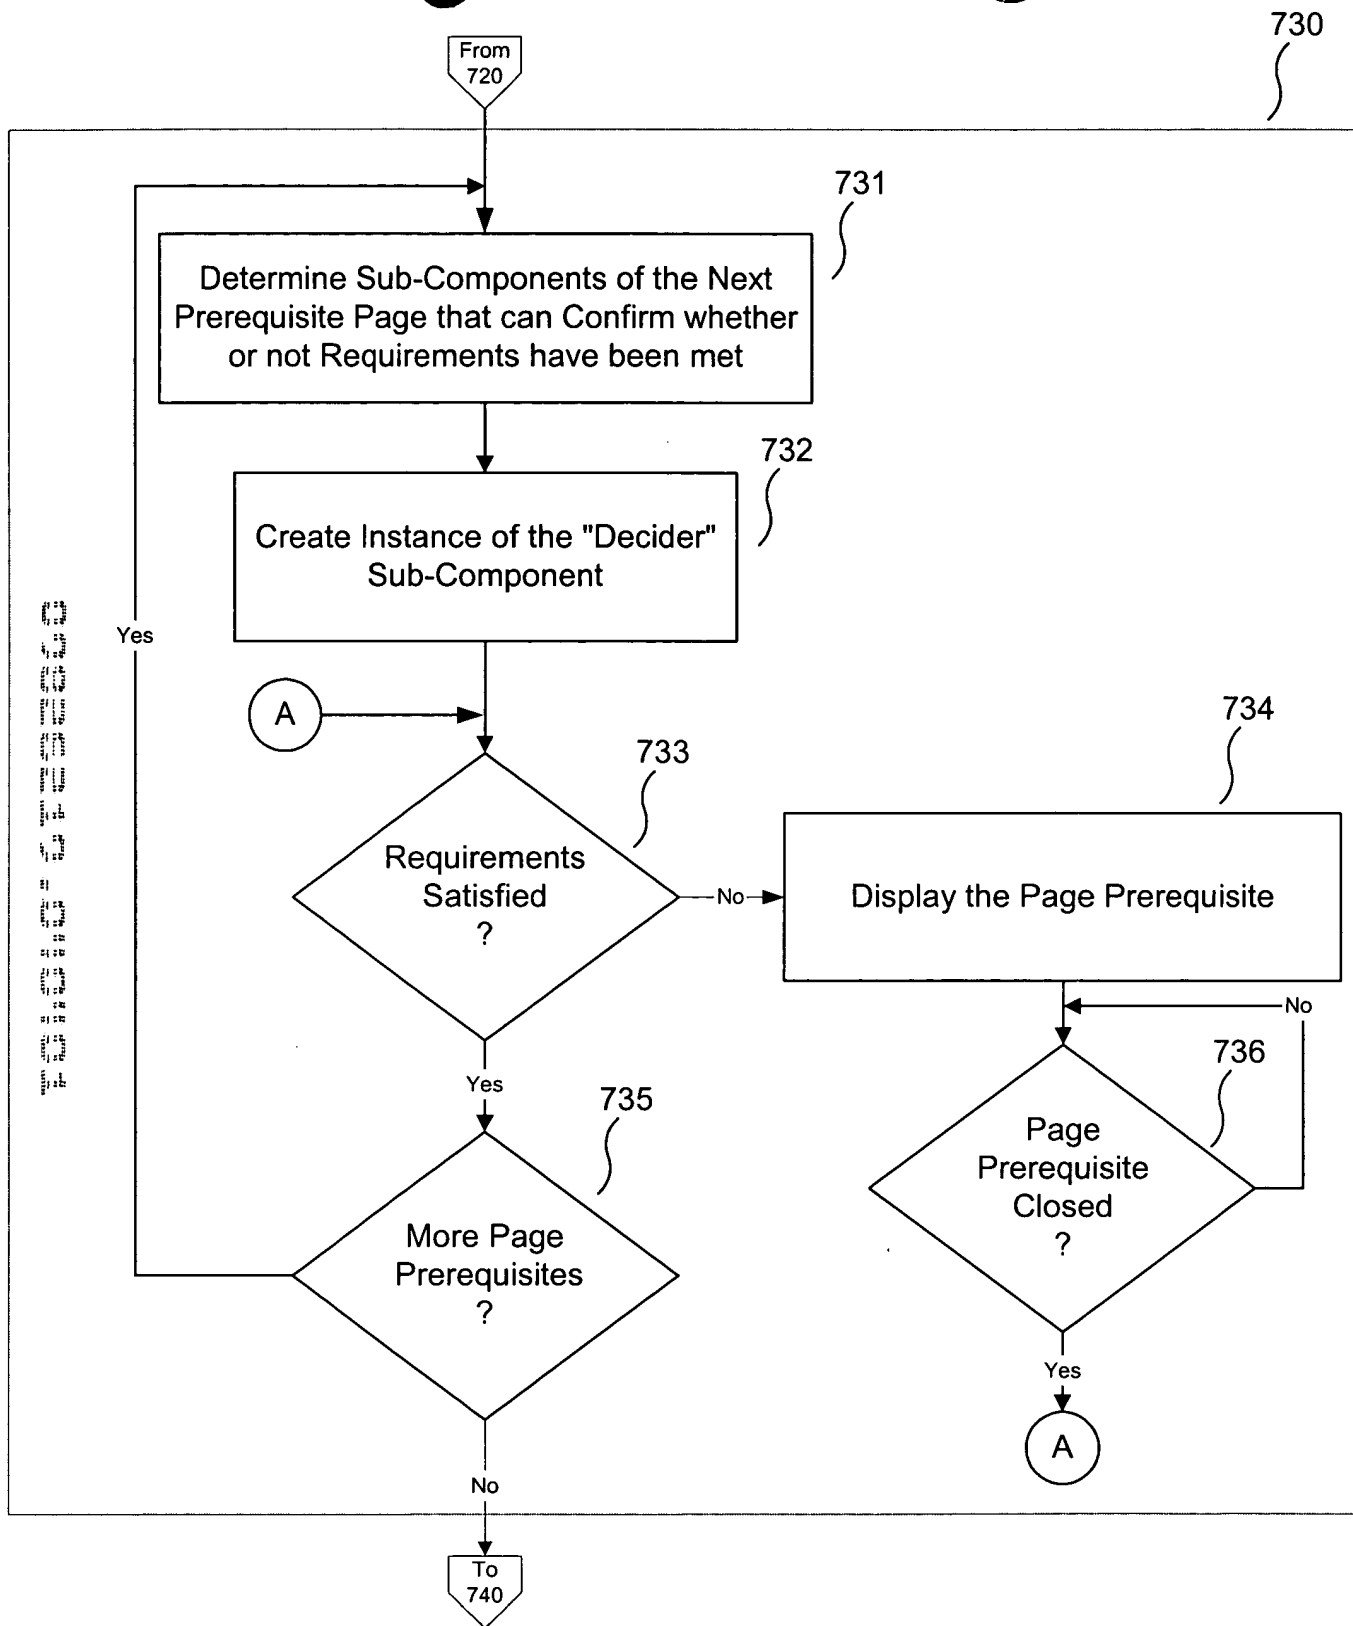 730
From
720
731
Determine Sub-Components of the Next
Prerequisite Page that can Confirm whether
or not Requirements have been met
732
Create Instance of the "Decider"
Sub-Component
Yes
A
733
734
Requirements
Satisfied
?
No
Display the Page Prerequisite
No
Yes
735
736
Page
Prerequisite
Closed
?
More Page
Prerequisites
?
Yes
A
No
To
740